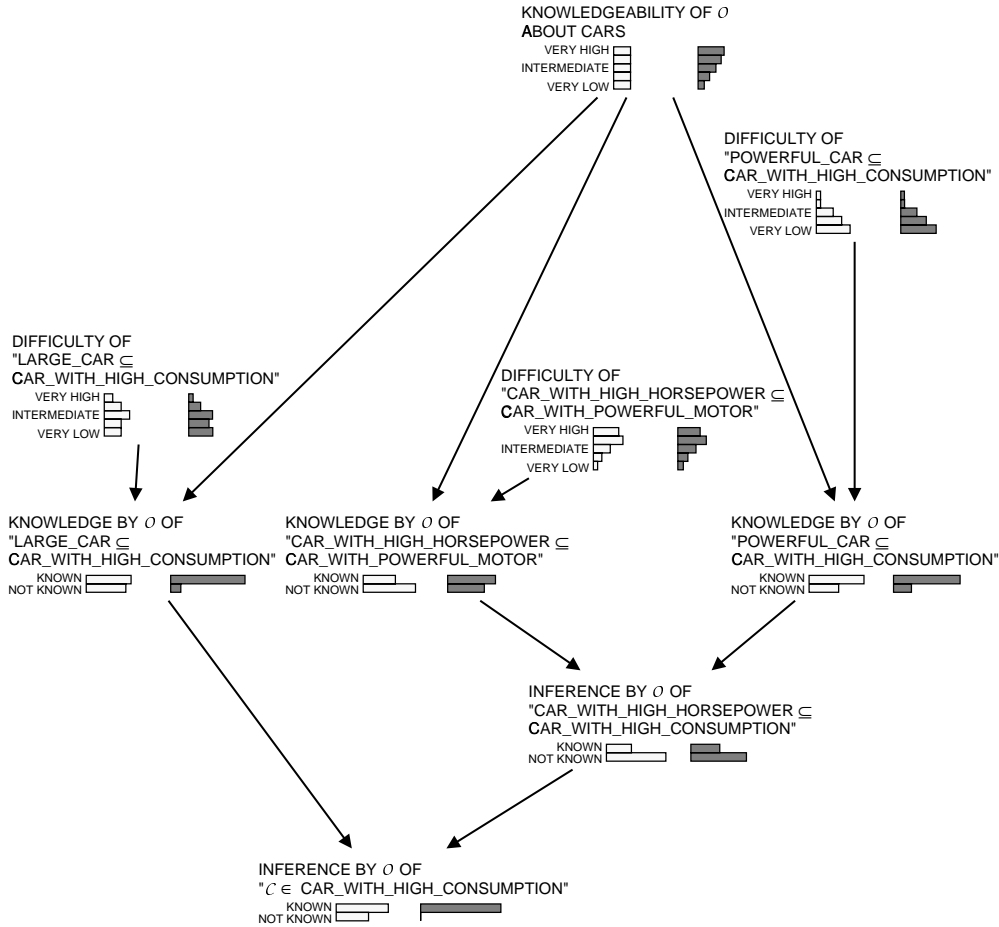 KNOWLEDGEABILITY OF O
ABOUT CARS
VERY HIGH
INTERMEDIATE
VERY LOW
DIFFICULTY OF
"POWERFUL_CAR ⊆
CAR_WITH_HIGH_CONSUMPTION"
VERY HIGH
INTERMEDIATE
VERY LOW
DIFFICULTY OF
"LARGE_CAR ⊆
CAR_WITH_HIGH_CONSUMPTION"
VERY HIGH
INTERMEDIATE
VERY LOW
DIFFICULTY OF
"CAR_WITH_HIGH_HORSEPOWER ⊆
CAR_WITH_POWERFUL_MOTOR"
VERY HIGH
INTERMEDIATE
VERY LOW
KNOWLEDGE BY O OF
"LARGE_CAR ⊆
CAR_WITH_HIGH_CONSUMPTION"
KNOWN
NOT KNOWN
KNOWLEDGE BY O OF
"CAR_WITH_HIGH_HORSEPOWER ⊆
CAR_WITH_POWERFUL_MOTOR"
KNOWN
NOT KNOWN
KNOWLEDGE BY O OF
"POWERFUL_CAR ⊆
CAR_WITH_HIGH_CONSUMPTION"
KNOWN
NOT KNOWN
INFERENCE BY O OF
"CAR_WITH_HIGH_HORSEPOWER ⊆
CAR_WITH_HIGH_CONSUMPTION"
KNOWN
NOT KNOWN
INFERENCE BY O OF
"C ∈ CAR_WITH_HIGH_CONSUMPTION"
KNOWN
NOT KNOWN